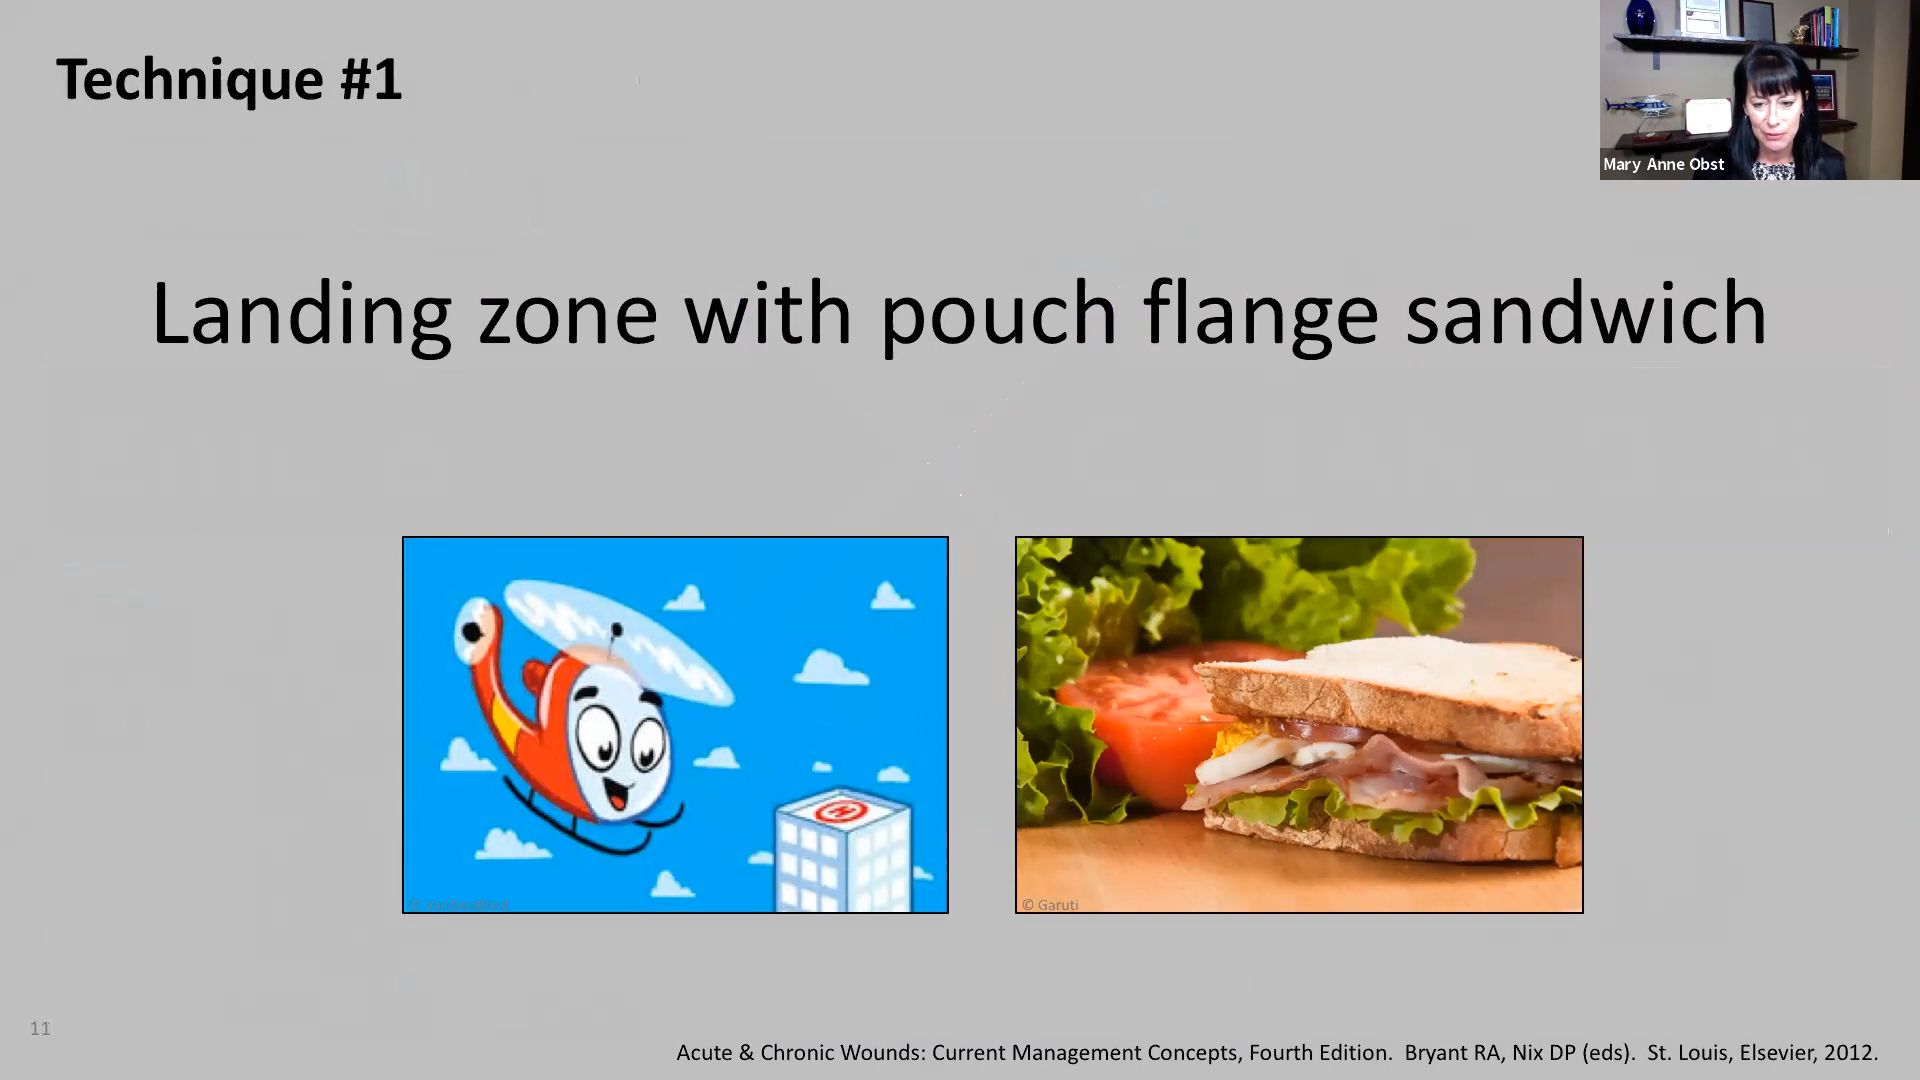 Technique #1
Mary Anne Obst
Landing zone with pouch flange sandwich
H
© Garuti
11
Acute & Chronic Wounds: Current Management Concepts, Fourth Edition. Bryant RA, Nix DP (eds). St. Louis, Elsevier, 2012.